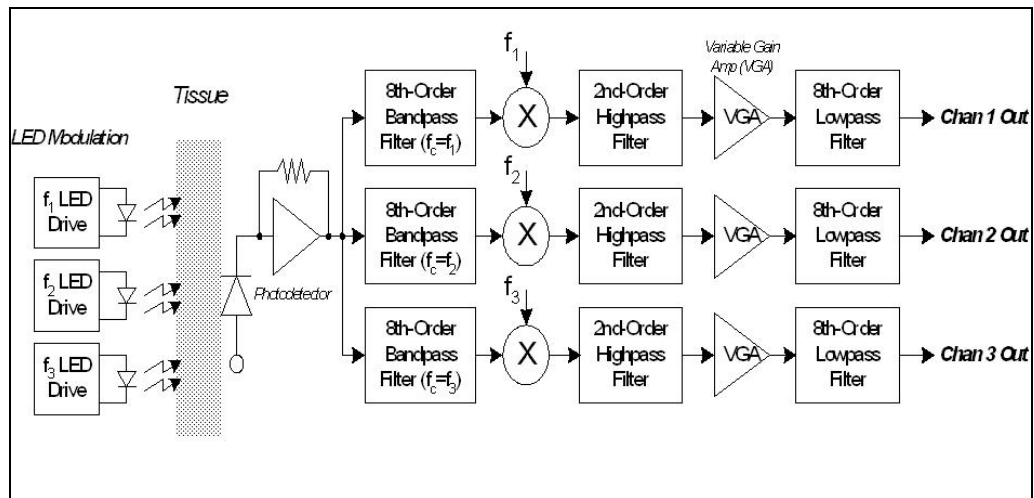 LED Modulation
Tissue
f1 LED
Drive
f2 LED
Drive
f3 LED
Drive
Photodetector
8th-Order
Bandpass
Filter (fc=f1)
f1
X
2nd-Order
Highpass
Filter
Variable Gain
Amp (VGA)
VGA
8th-Order
Lowpass
Filter
Chan 1 Out
8th-Order
Bandpass
Filter (fc=f2)
f2
X
2nd-Order
Highpass
Filter
VGA
8th-Order
Lowpass
Filter
Chan 2 Out
8th-Order
Bandpass
Filter (fc=f3)
f3
X
2nd-Order
Highpass
Filter
VGA
8th-Order
Lowpass
Filter
Chan 3 Out